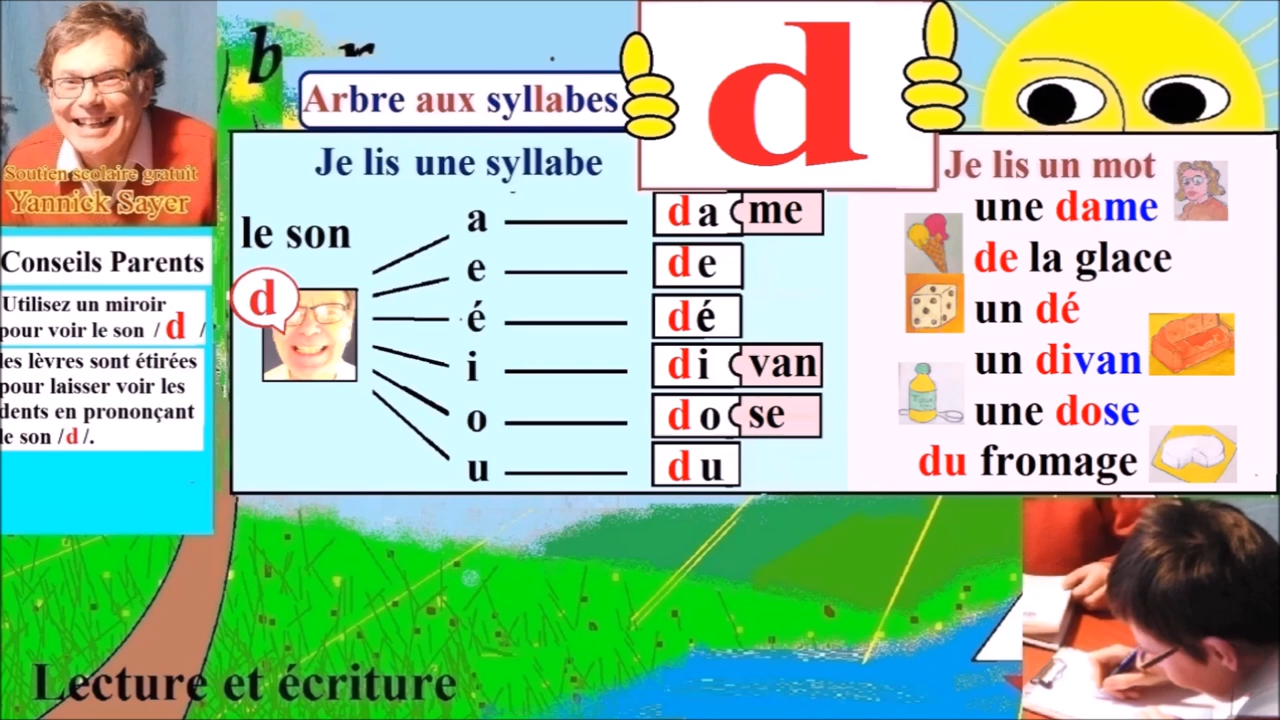 b r
d
Arbre aux syllabes
Soutien scolaire gratuit
Yannick Sayer
Conseils Parents
Utilisez un miroir
pour voir le son / d /
les lèvres sont étirées
pour laisser voir les
dents en prononçant
le son /d/.
Je lis une syllabe
le son
d
a da me
e de
é dé
i di van
o do se
u du
Je lis un mot
une dame
de la glace
un dé
un divan
une dose
du fromage
Lecture et écriture